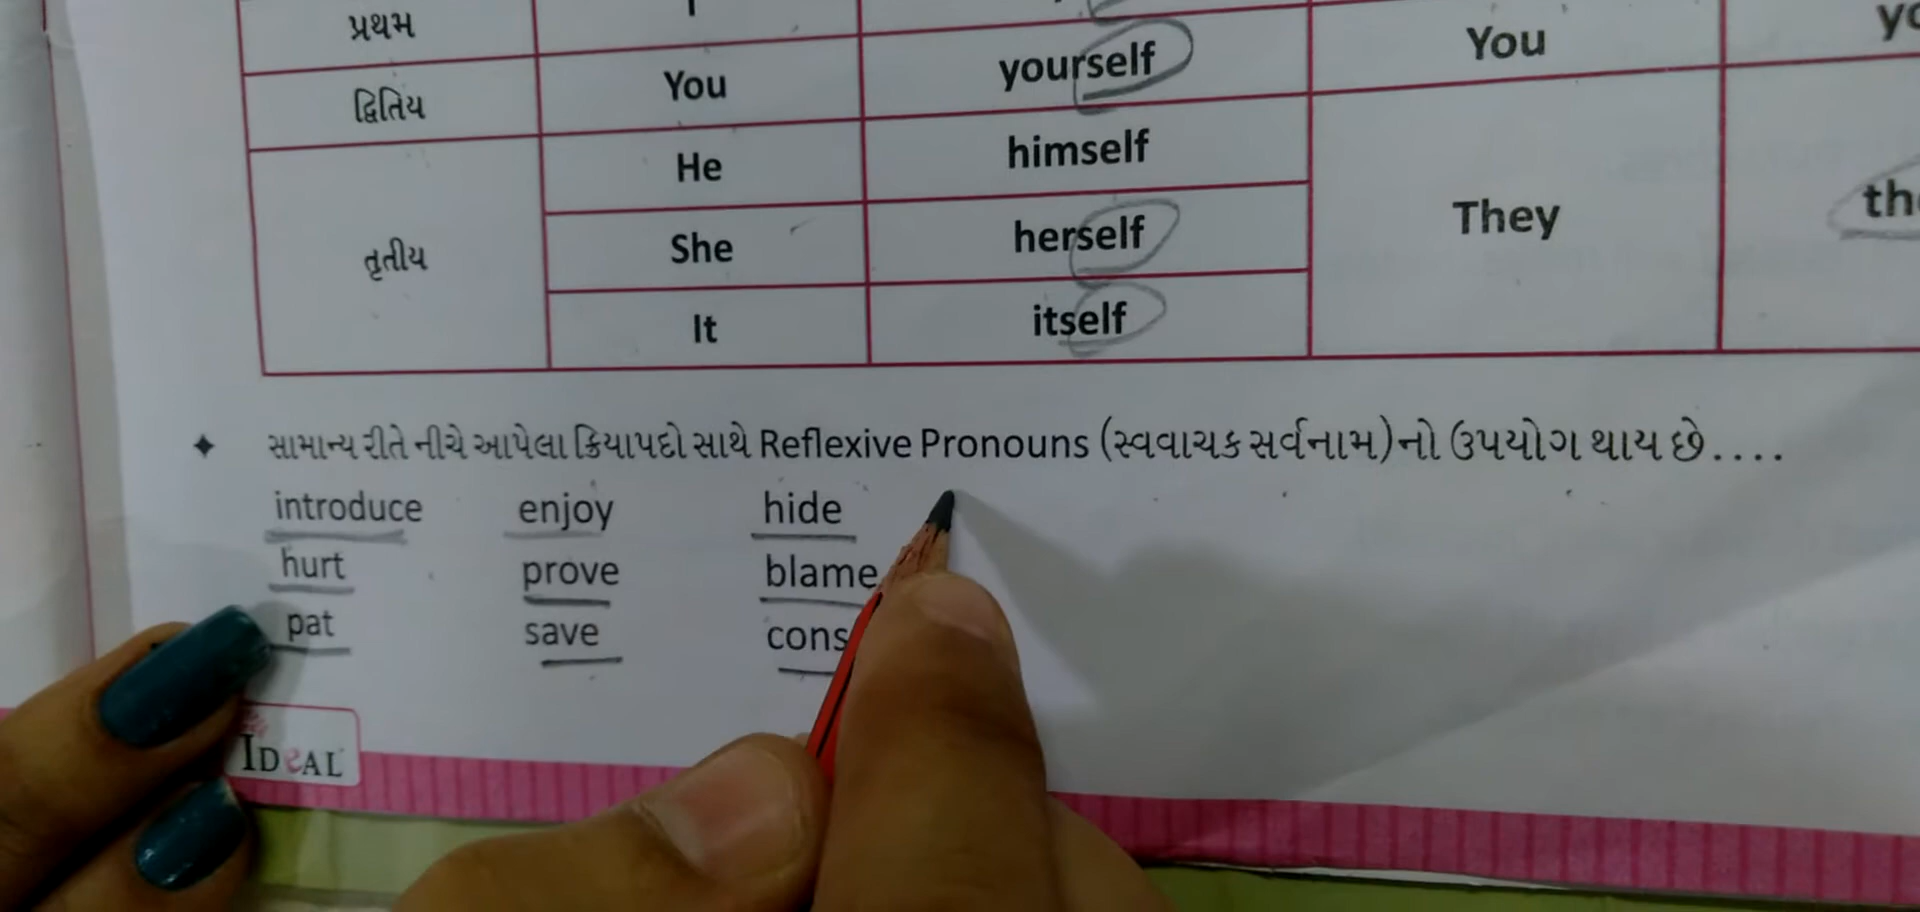 પ્રથમ
દ્વિતિય You yourself You
He himself
તૃતીય She herself They
It itself
સામાન્ય રીતે નીચે આપેલા ક્રિયાપદો સાથે Reflexive Pronouns (સ્વવાચક સર્વનામ)નો ઉપયોગ થાય છે....
introduce enjoy hide
hurt prove blame
pat save
IDeAL